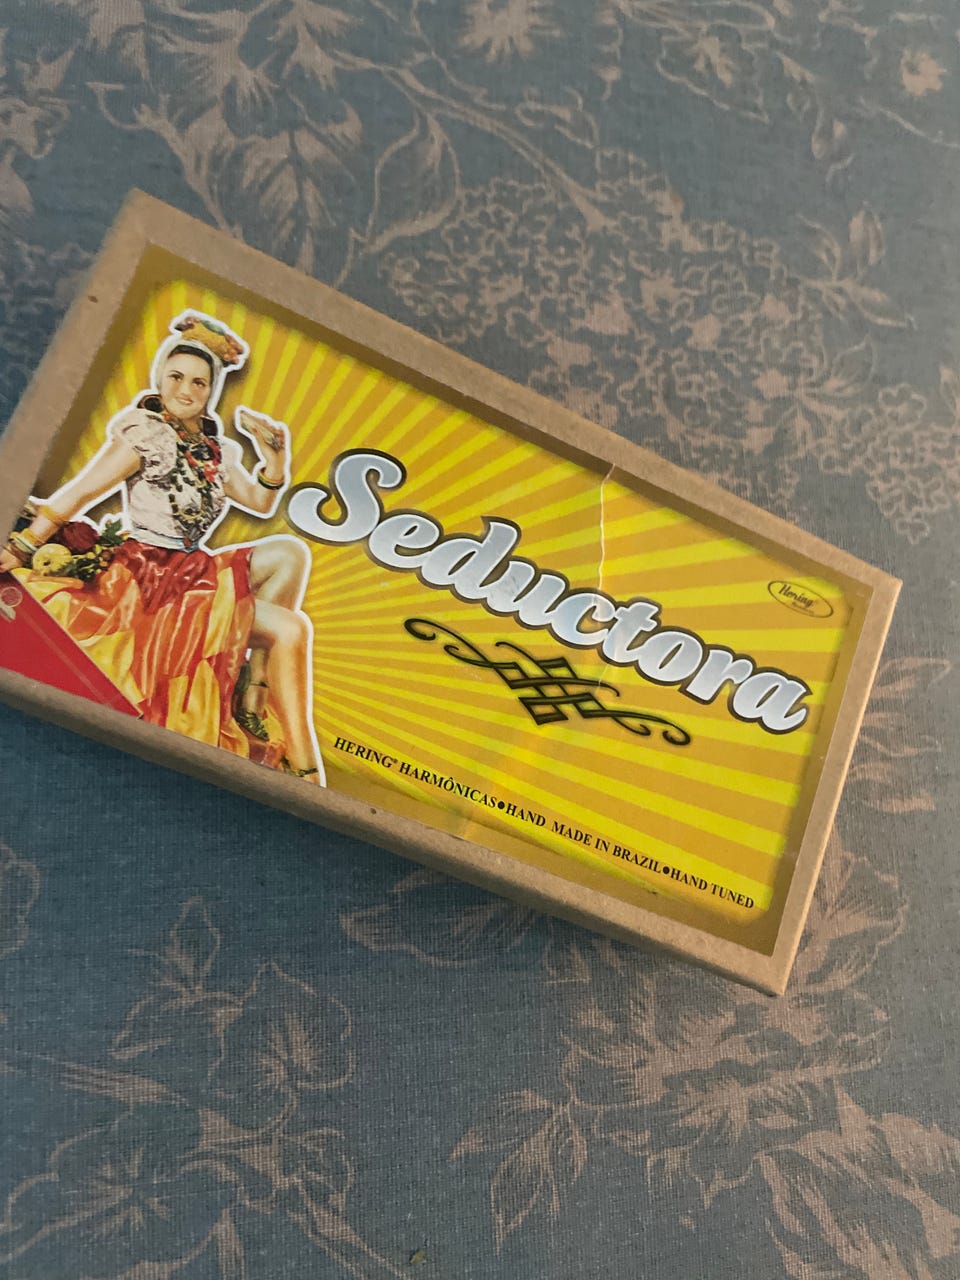 Seductora
Hering
HERING® HARMÔNICAS•HAND MADE IN BRAZIL•HAND TUNED